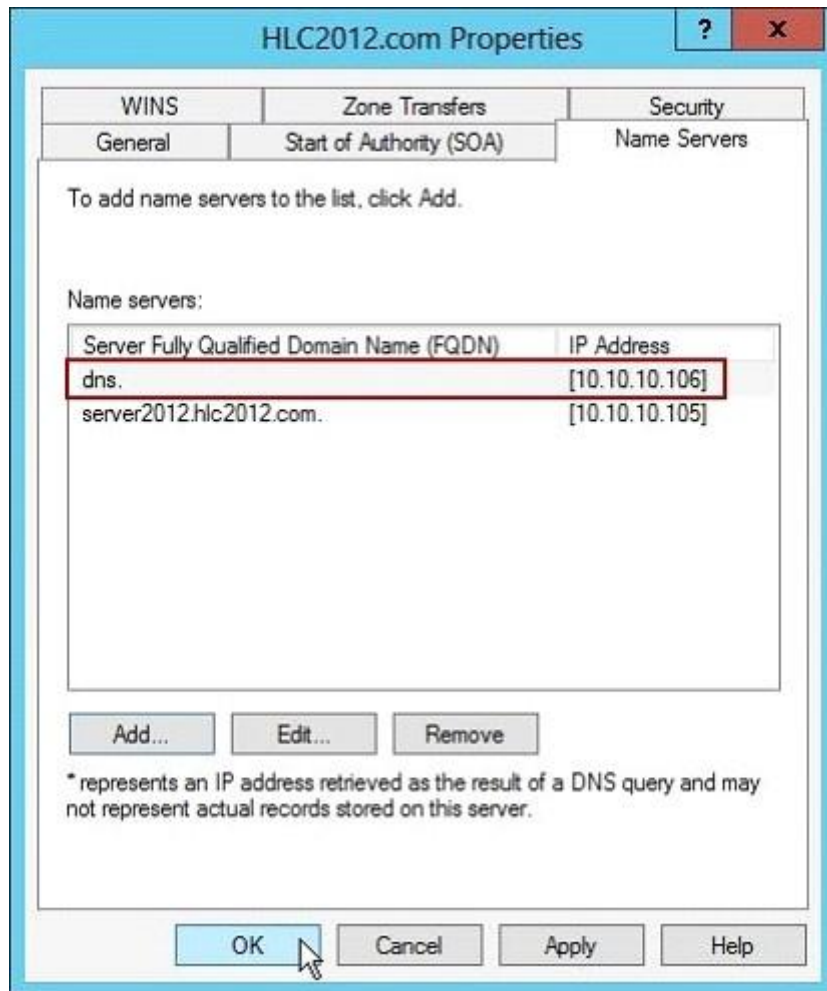 HLC2012.com Properties
?
x
WINS
Zone Transfers
Security
General
Start of Authority (SOA)
Name Servers
To add name servers to the list, click Add.
Name servers:
Server Fully Qualified Domain Name (FQDN) IP Address
dns. [10.10.10.106]
server2012.hlc2012.com. [10.10.10.105]
Add...
Edit...
Remove
* represents an IP address retrieved as the result of a DNS query and may
not represent actual records stored on this server.
OK
Cancel
Apply
Help